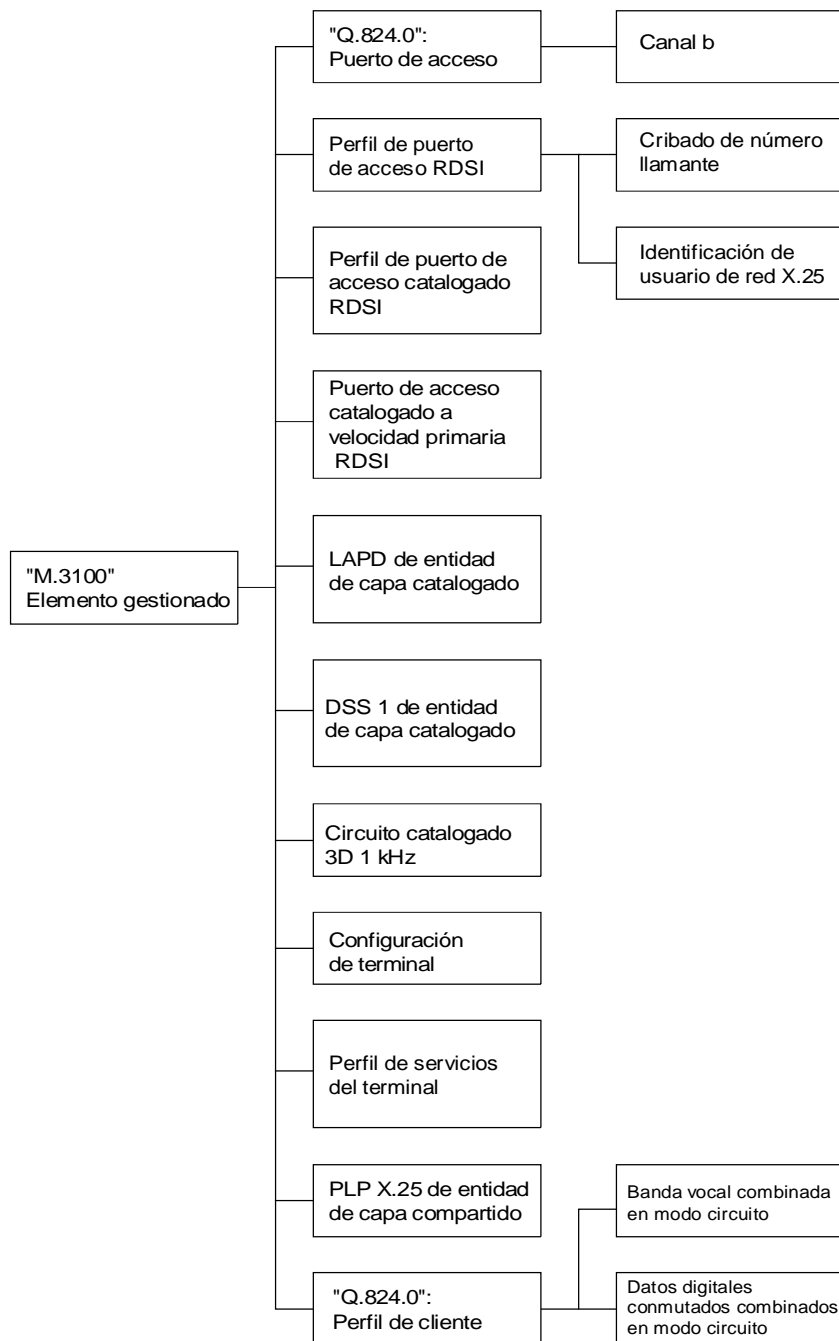 "Q.824.0":
Puerto de acceso
Canal b
Perfil de puerto
de acceso RDSI
Cribado de número
llamante
Identificación de
usuario de red X.25
Perfil de puerto de
acceso catalogado
RDSI
Puerto de acceso
catalogado a
velocidad primaria
RDSI
"M.3100"
Elemento gestionado
LAPD de entidad
de capa catalogado
DSS 1 de entidad
de capa catalogado
Circuito catalogado
3D 1 kHz
Configuración
de terminal
Perfil de servicios
del terminal
PLP X.25 de entidad
de capa compartido
Banda vocal combinada
en modo circuito
"Q.824.0":
Perfil de cliente
Datos digitales
conmutados combinados
en modo circuito